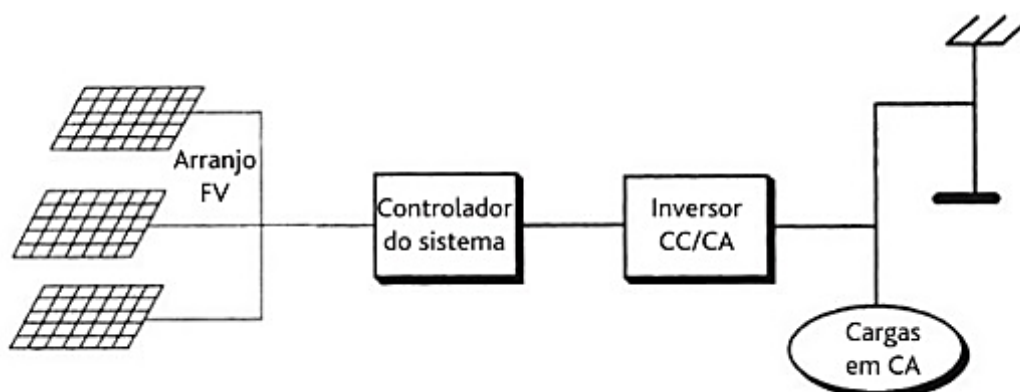 Arranjo
FV
Controlador
do sistema
Inversor
CC/CA
Cargas
em CA